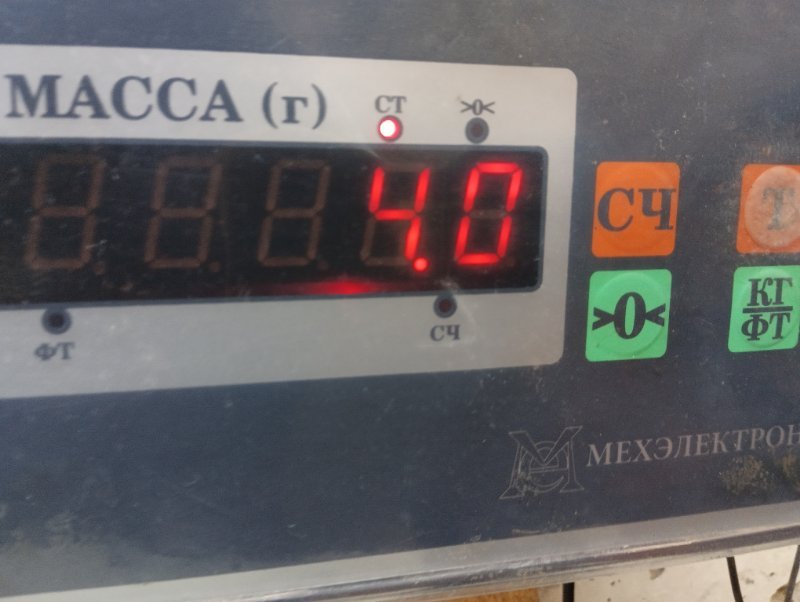 МАССА (г)
СТ
>0<
4.0
ФТ
СЧ
СЧ
Т
>0<
КГ
ФТ
МЕХЭЛЕКТРОН